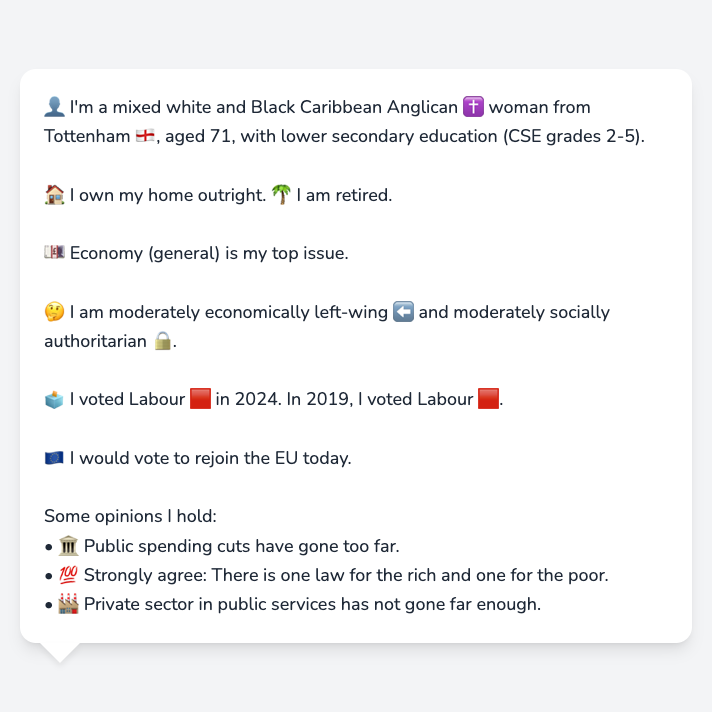 👤 I'm a mixed white and Black Caribbean Anglican ✝️ woman from
Tottenham 🏴󠁧󠁢󠁥󠁮󠁧󠁿, aged 71, with lower secondary education (CSE grades 2-5).
🏠 I own my home outright. 🌴 I am retired.
💷 Economy (general) is my top issue.
🤔 I am moderately economically left-wing ⬅️ and moderately socially
authoritarian 🔒.
🗳️ I voted Labour 🟥 in 2024. In 2019, I voted Labour 🟥.
🇪🇺 I would vote to rejoin the EU today.
Some opinions I hold:
• 🏛️ Public spending cuts have gone too far.
• 💯 Strongly agree: There is one law for the rich and one for the poor.
• 🏭 Private sector in public services has not gone far enough.